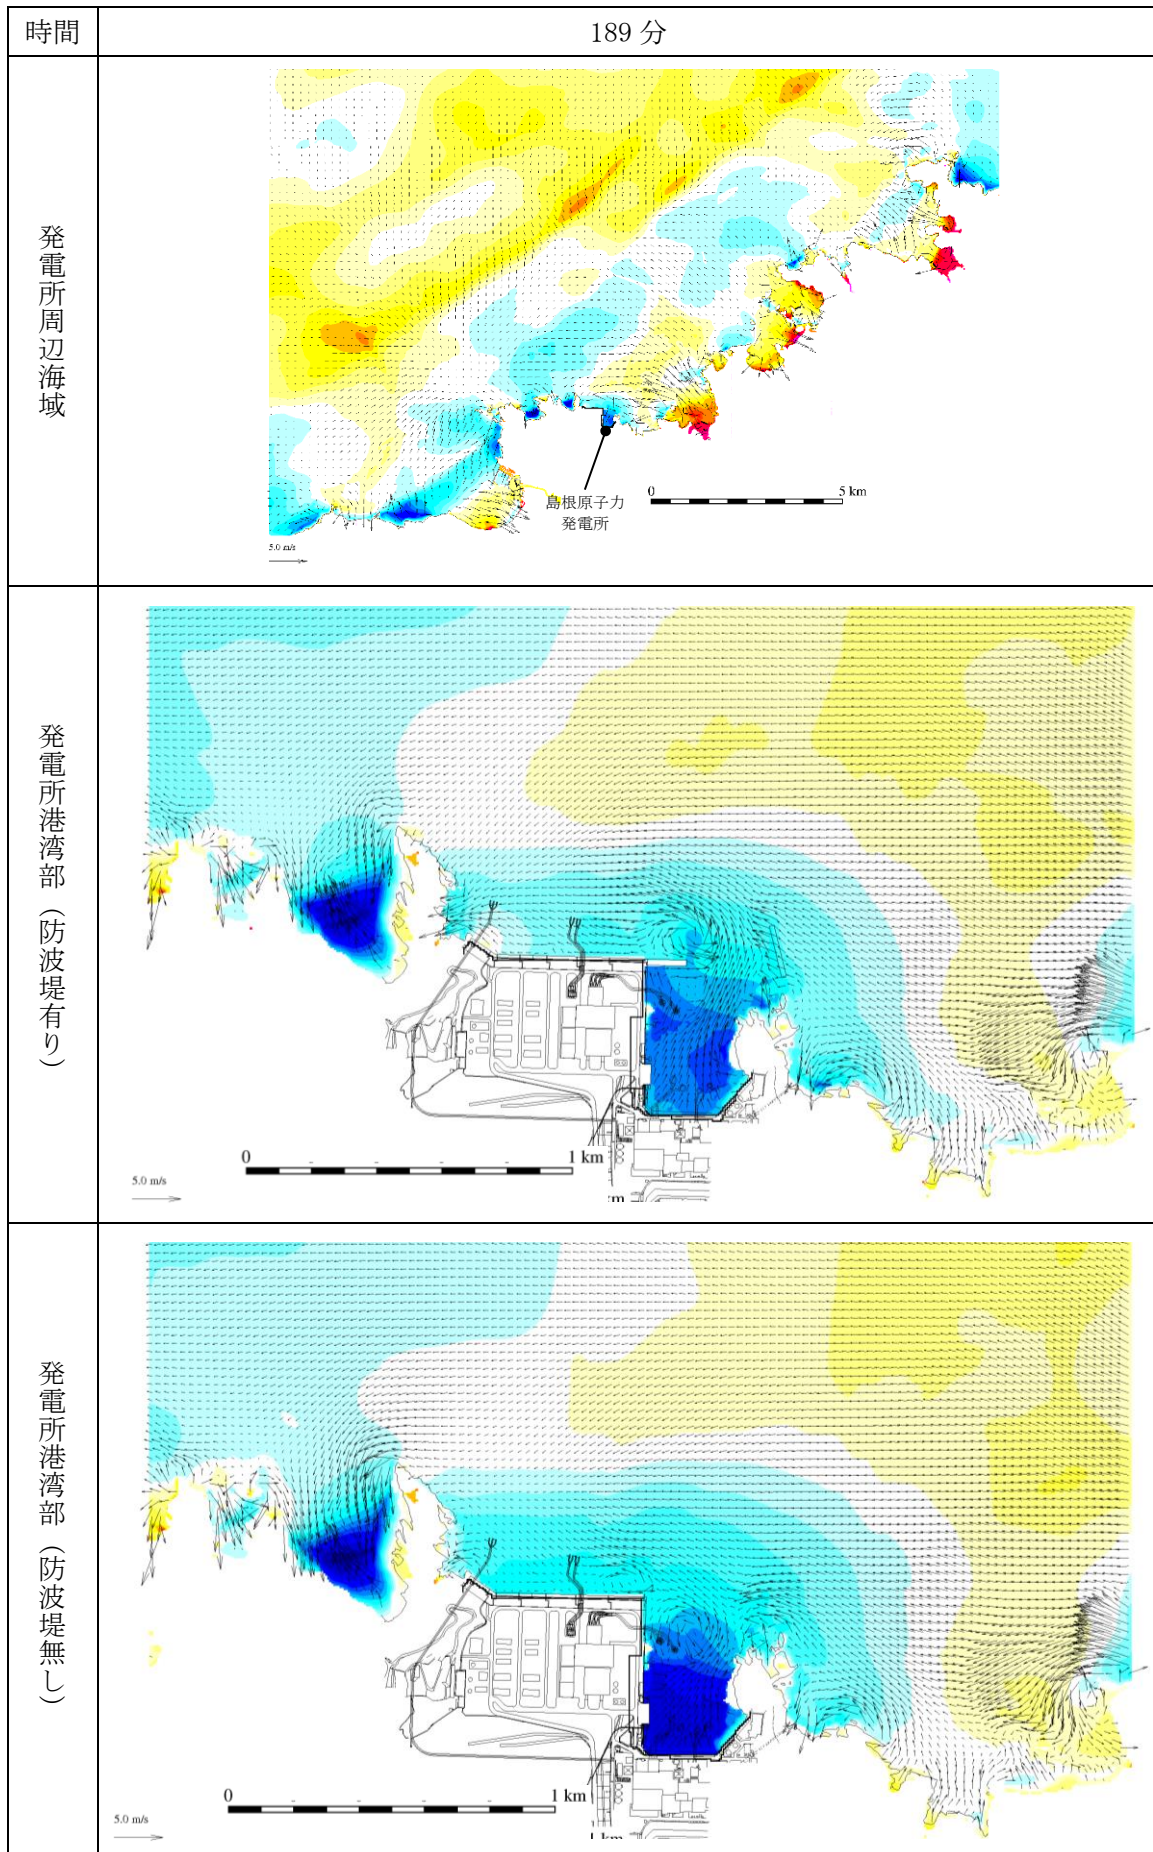 時間
189 分
発電所周辺海域
島根原子力
発電所
0
5 km
5.0 m/s
発電所港湾部（防波堤有り）
0
1 km
5.0 m/s
発電所港湾部（防波堤無し）
0
1 km
5.0 m/s